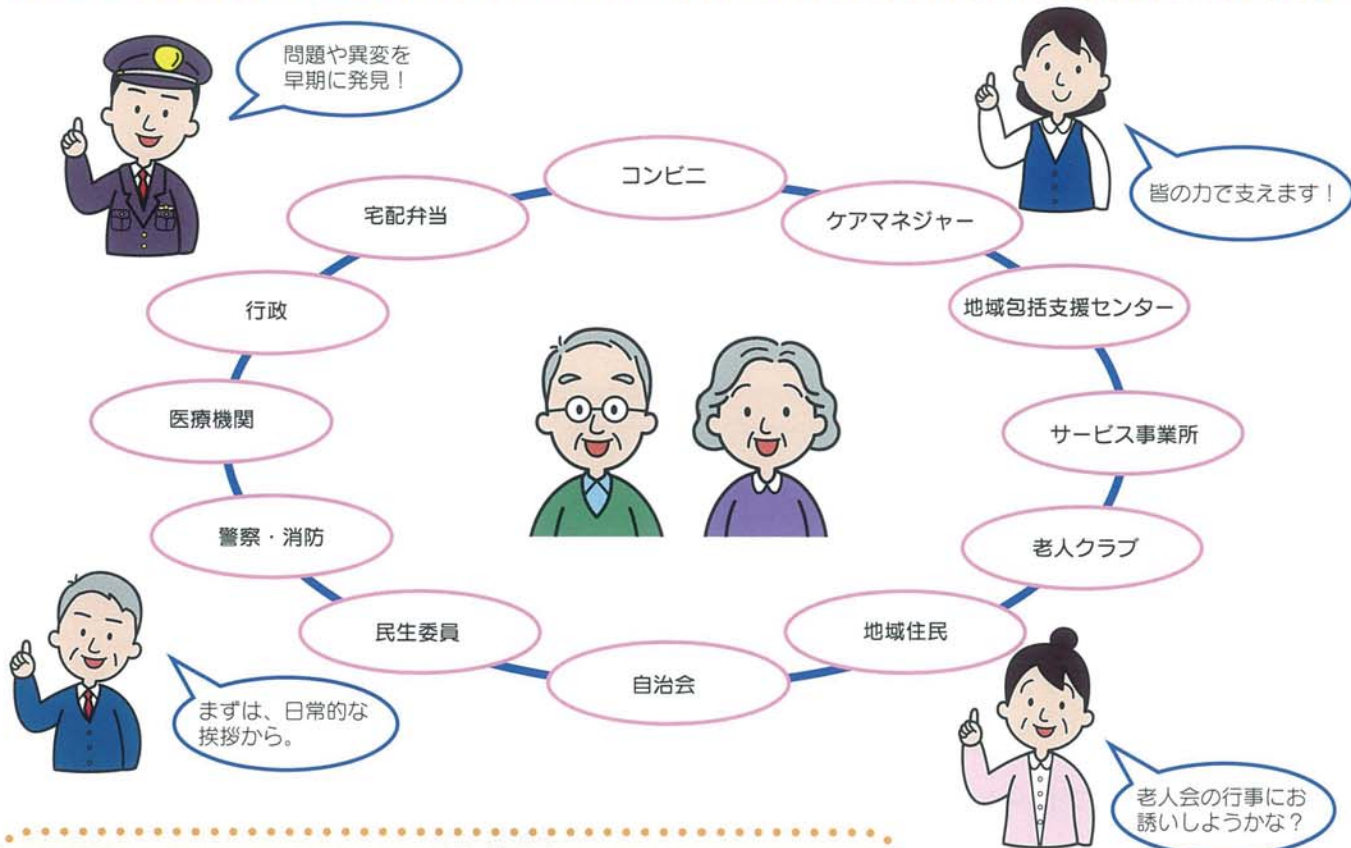 問題や異変を
早期に発見！
皆の力で支えます！
コンビニ
宅配弁当
ケアマネジャー
行政
地域包括支援センター
医療機関
サービス事業所
警察・消防
老人クラブ
民生委員
地域住民
自治会
まずは、日常的な
挨拶から。
老人会の行事にお
誘いしようかな？